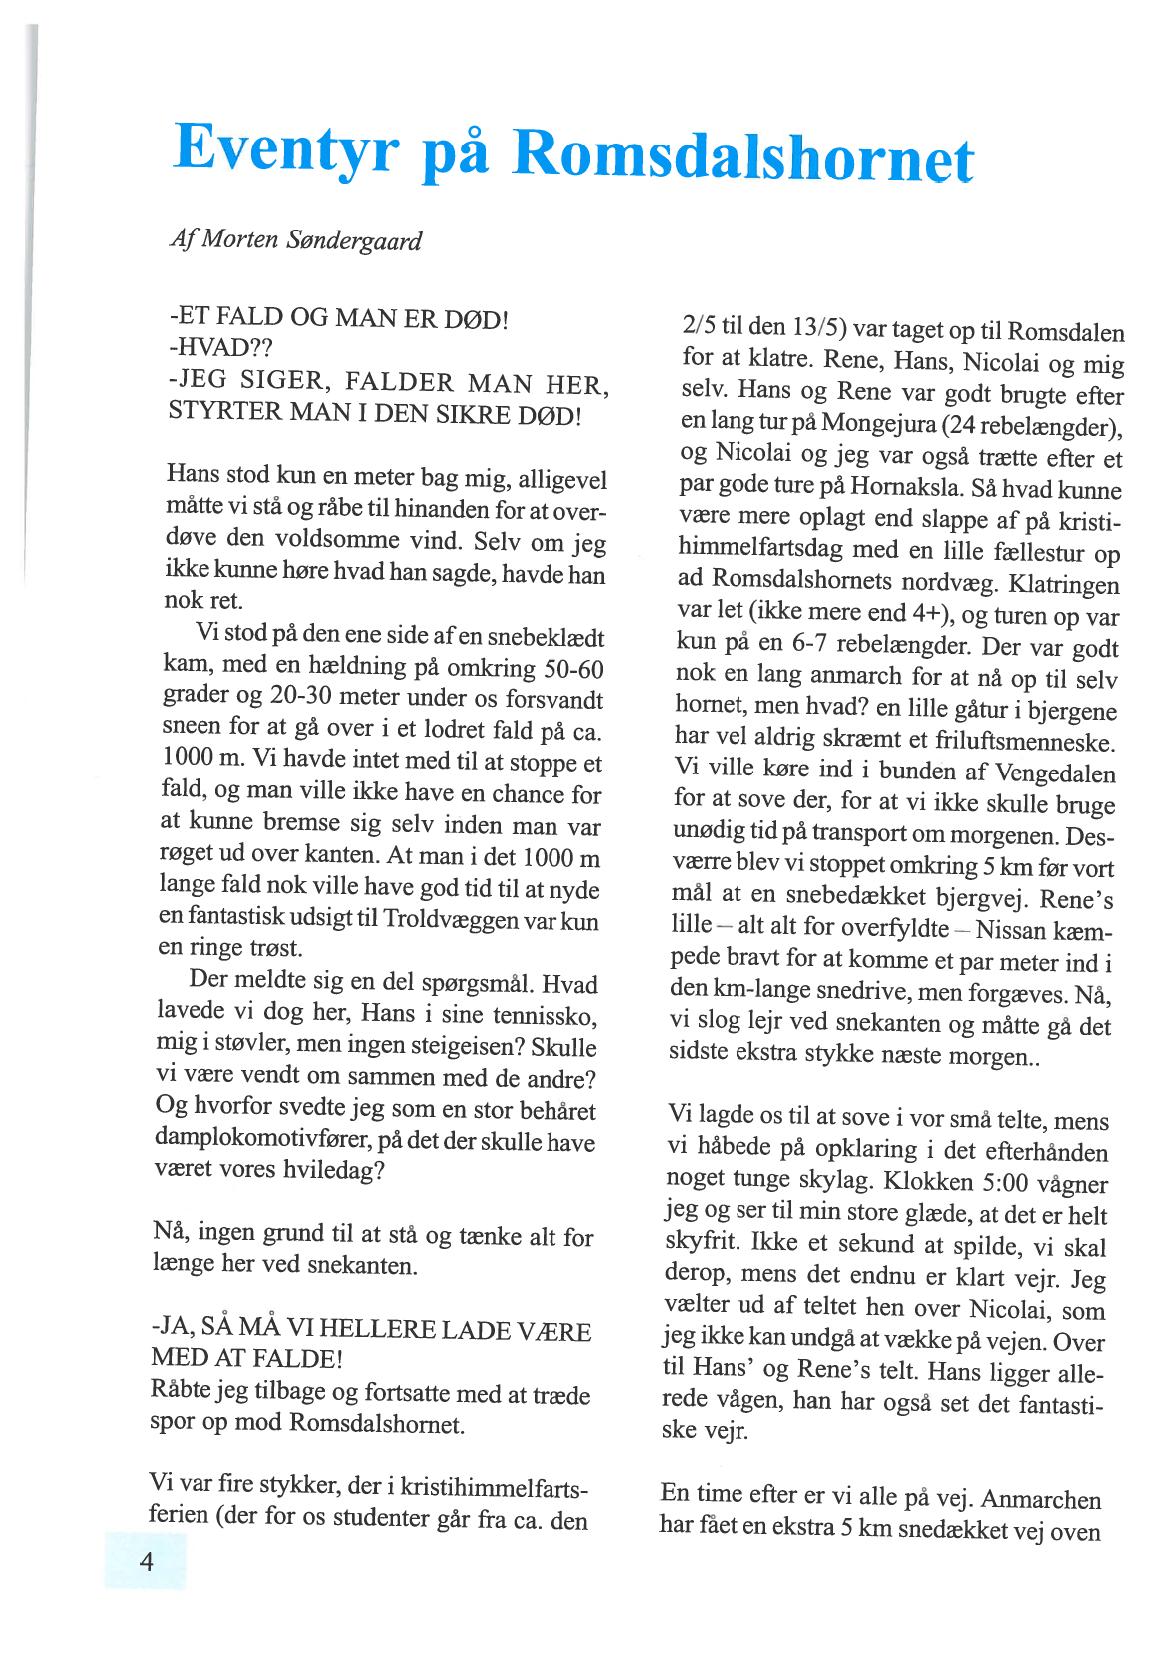 Eventyr på Romsdalshornet
Af Morten Søndergaard
-ET FALD OG MAN ER DØD!
-HVAD??
-JEG SIGER, FALDER MAN HER,
STYRTER MAN I DEN SIKRE DØD!
Hans stod kun en meter bag mig, alligevel
måtte vi stå og råbe til hinanden for at over-
døve den voldsomme vind. Selv om jeg
ikke kunne høre hvad han sagde, havde han
nok ret.
Vi stod på den ene side af en snebeklædt
kam, med en hældning på omkring 50-60
grader og 20-30 meter under os forsvandt
sneen for at gå over i et lodret fald på ca.
1000 m. Vi havde intet med til at stoppe et
fald, og man ville ikke have en chance for
at kunne bremse sig selv inden man var
røget ud over kanten. At man i det 1000 m
lange fald nok ville have god tid til at nyde
en fantastisk udsigt til Troldvæggen var kun
en ringe trøst.
Der meldte sig en del spørgsmål. Hvad
lavede vi dog her, Hans i sine tennissko,
mig i støvler, men ingen steigeisen? Skulle
vi være vendt om sammen med de andre?
Og hvorfor svedte jeg som en stor behåret
damplokomotivfører, på det der skulle have
været vores hviledag?
Nå, ingen grund til at stå og tænke alt for
længe her ved snekanten.
-JA, SÅ MÅ VI HELLERE LADE VÆRE
MED AT FALDE!
Råbte jeg tilbage og fortsatte med at træde
spor op mod Romsdalshornet.
Vi var fire stykker, der i kristihimmelfarts-
ferien (der for os studenter går fra ca. den
2/5 til den 13/5) var taget op til Romsdalen
for at klatre. Rene, Hans, Nicolai og mig
selv. Hans og Rene var godt brugte efter
en lang tur på Mongejura (24 rebelængder),
og Nicolai og jeg var også trætte efter et
par gode ture på Hornaksla. Så hvad kunne
være mere oplagt end slappe af på kristi-
himmelfartsdag med en lille fællestur op
ad Romsdalshornets nordvæg. Klatringen
var let (ikke mere end 4+), og turen op var
kun på en 6-7 rebelængder. Der var godt
nok en lang anmarch for at nå op til selv
hornet, men hvad? en lille gåtur i bjergene
har vel aldrig skræmt et friluftsmenneske.
Vi ville køre ind i bunden af Vengedalen
for at sove der, for at vi ikke skulle bruge
unødig tid på transport om morgenen. Des-
værre blev vi stoppet omkring 5 km før vort
mål at en snebedækket bjergvej. Rene's
lille – alt alt for overfyldte – Nissan kæm-
pede bravt for at komme et par meter ind i
den km-lange snedrive, men forgæves. Nå,
vi slog lejr ved snekanten og måtte gå det
sidste ekstra stykke næste morgen..
Vi lagde os til at sove i vor små telte, mens
vi håbede på opklaring i det efterhånden
noget tunge skylag. Klokken 5:00 vågner
jeg og ser til min store glæde, at det er helt
skyfrit. Ikke et sekund at spilde, vi skal
derop, mens det endnu er klart vejr. Jeg
vælter ud af teltet hen over Nicolai, som
jeg ikke kan undgå at vække på vejen. Over
til Hans' og Rene's telt. Hans ligger alle-
rede vågen, han har også set det fantasti-
ske vejr.
En time efter er vi alle på vej. Anmarchen
har fået en ekstra 5 km snedækket vej oven
4